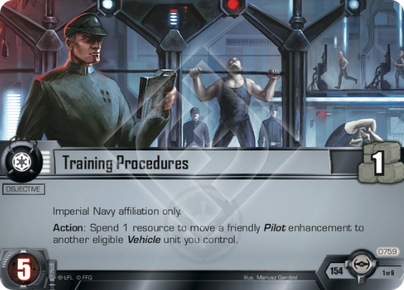 Training Procedures
1
OBJECTIVE
Imperial Navy affiliation only.
Action: Spend 1 resource to move a friendly Pilot enhancement to
another eligible Vehicle unit you control.
0759
5
© LFL © FFG
Illus. Mariusz Gandzel
154
1 of 6